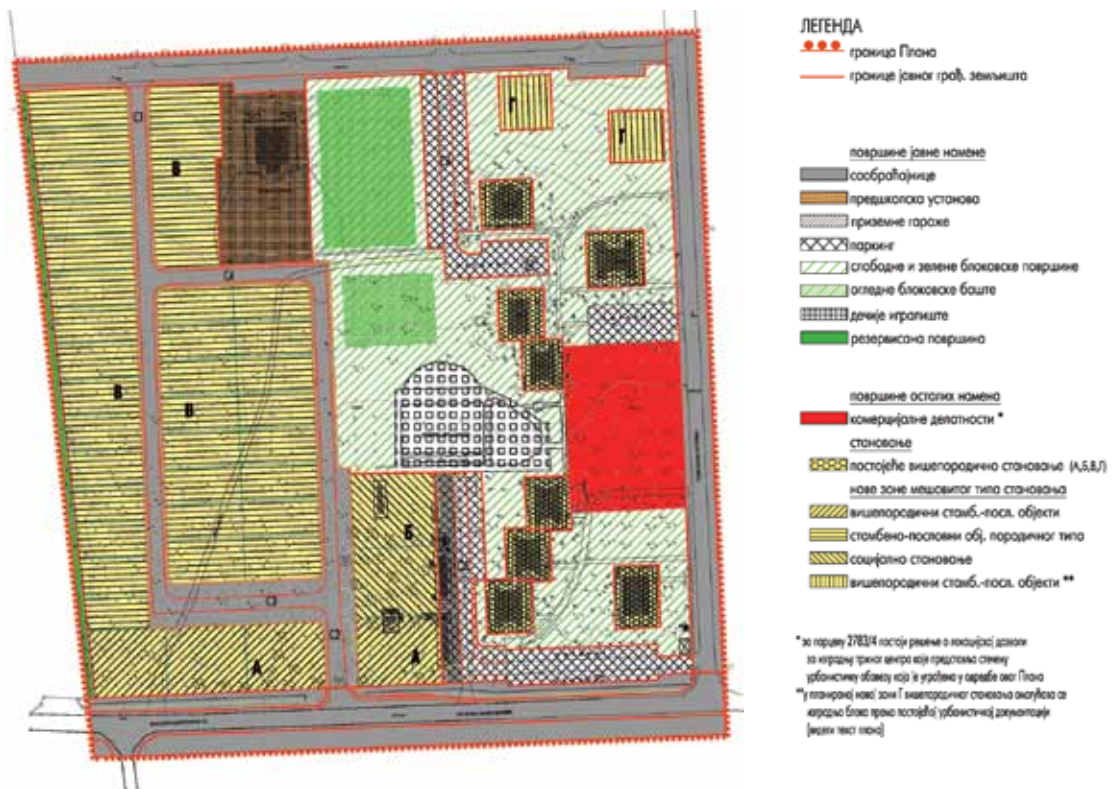 ЛЕГЕНДА
граница Плана
границе јавног грађ. земљишта
површине јавне намене
саобраћајнице
предшколска установа
приземне гараже
паркинг
слободне и зелене блоковске површине
огледне блоковске баште
дечије игралиште
резервисана површина
површине осталих намена
комерцијалне делатности *
становање
постојеће вишепородично становање (А,Б,В,Г)
нове зоне мешовитог типа становања
вишепородични стамб.-посл. објекти
стамбено-пословни обј. породичног типа
социјално становање
вишепородични стамб.-посл. објекти **
* за парцелу 2783/4 постоји решење о локацијској дозволи
за изградњу тржног центра које представља стечену
урбанистичку обавезу која је уграђена у одредбе овог Плана
**у планираној новој зони Г вишепородичног становања омогућава се
изградња блока према постојећој урбанистичкој документацији
(видети текст плана)
Г
Г
В
В
В
Б
А
А